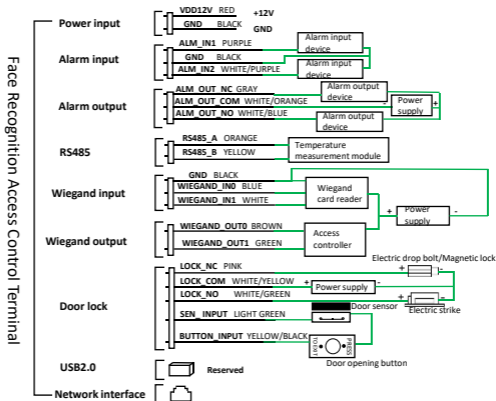 Face Recognition Access Control Terminal
Power input
VDD12V RED +12V
GND BLACK GND
Alarm input
ALM_IN1 PURPLE
GND BLACK
ALM_IN2 WHITE/PURPLE
Alarm input
device
Alarm input
device
Alarm output
ALM_OUT_NC GRAY
ALM_OUT_COM WHITE/ORANGE
ALM_OUT_NO WHITE/BLUE
Alarm output
device
Alarm output
device
Power
supply
+
-
RS485
RS485_A ORANGE
RS485_B YELLOW
Temperature
measurement module
Wiegand input
GND BLACK
WIEGAND_IN0 BLUE
WIEGAND_IN1 WHITE
Wiegand
card reader
+
Power
supply
-
Wiegand output
WIEGAND_OUT0 BROWN
WIEGAND_OUT1 GREEN
Access
controller
Door lock
LOCK_NC PINK
LOCK_COM WHITE/YELLOW
LOCK_NO WHITE/GREEN
SEN_INPUT LIGHT GREEN
BUTTON_INPUT YELLOW/BLACK
Electric drop bolt/Magnetic lock
+ -
+ Power supply -
+ -
Electric strike
Door sensor
PRESS
TO EXIT
Door opening button
USB2.0
Reserved
Network interface